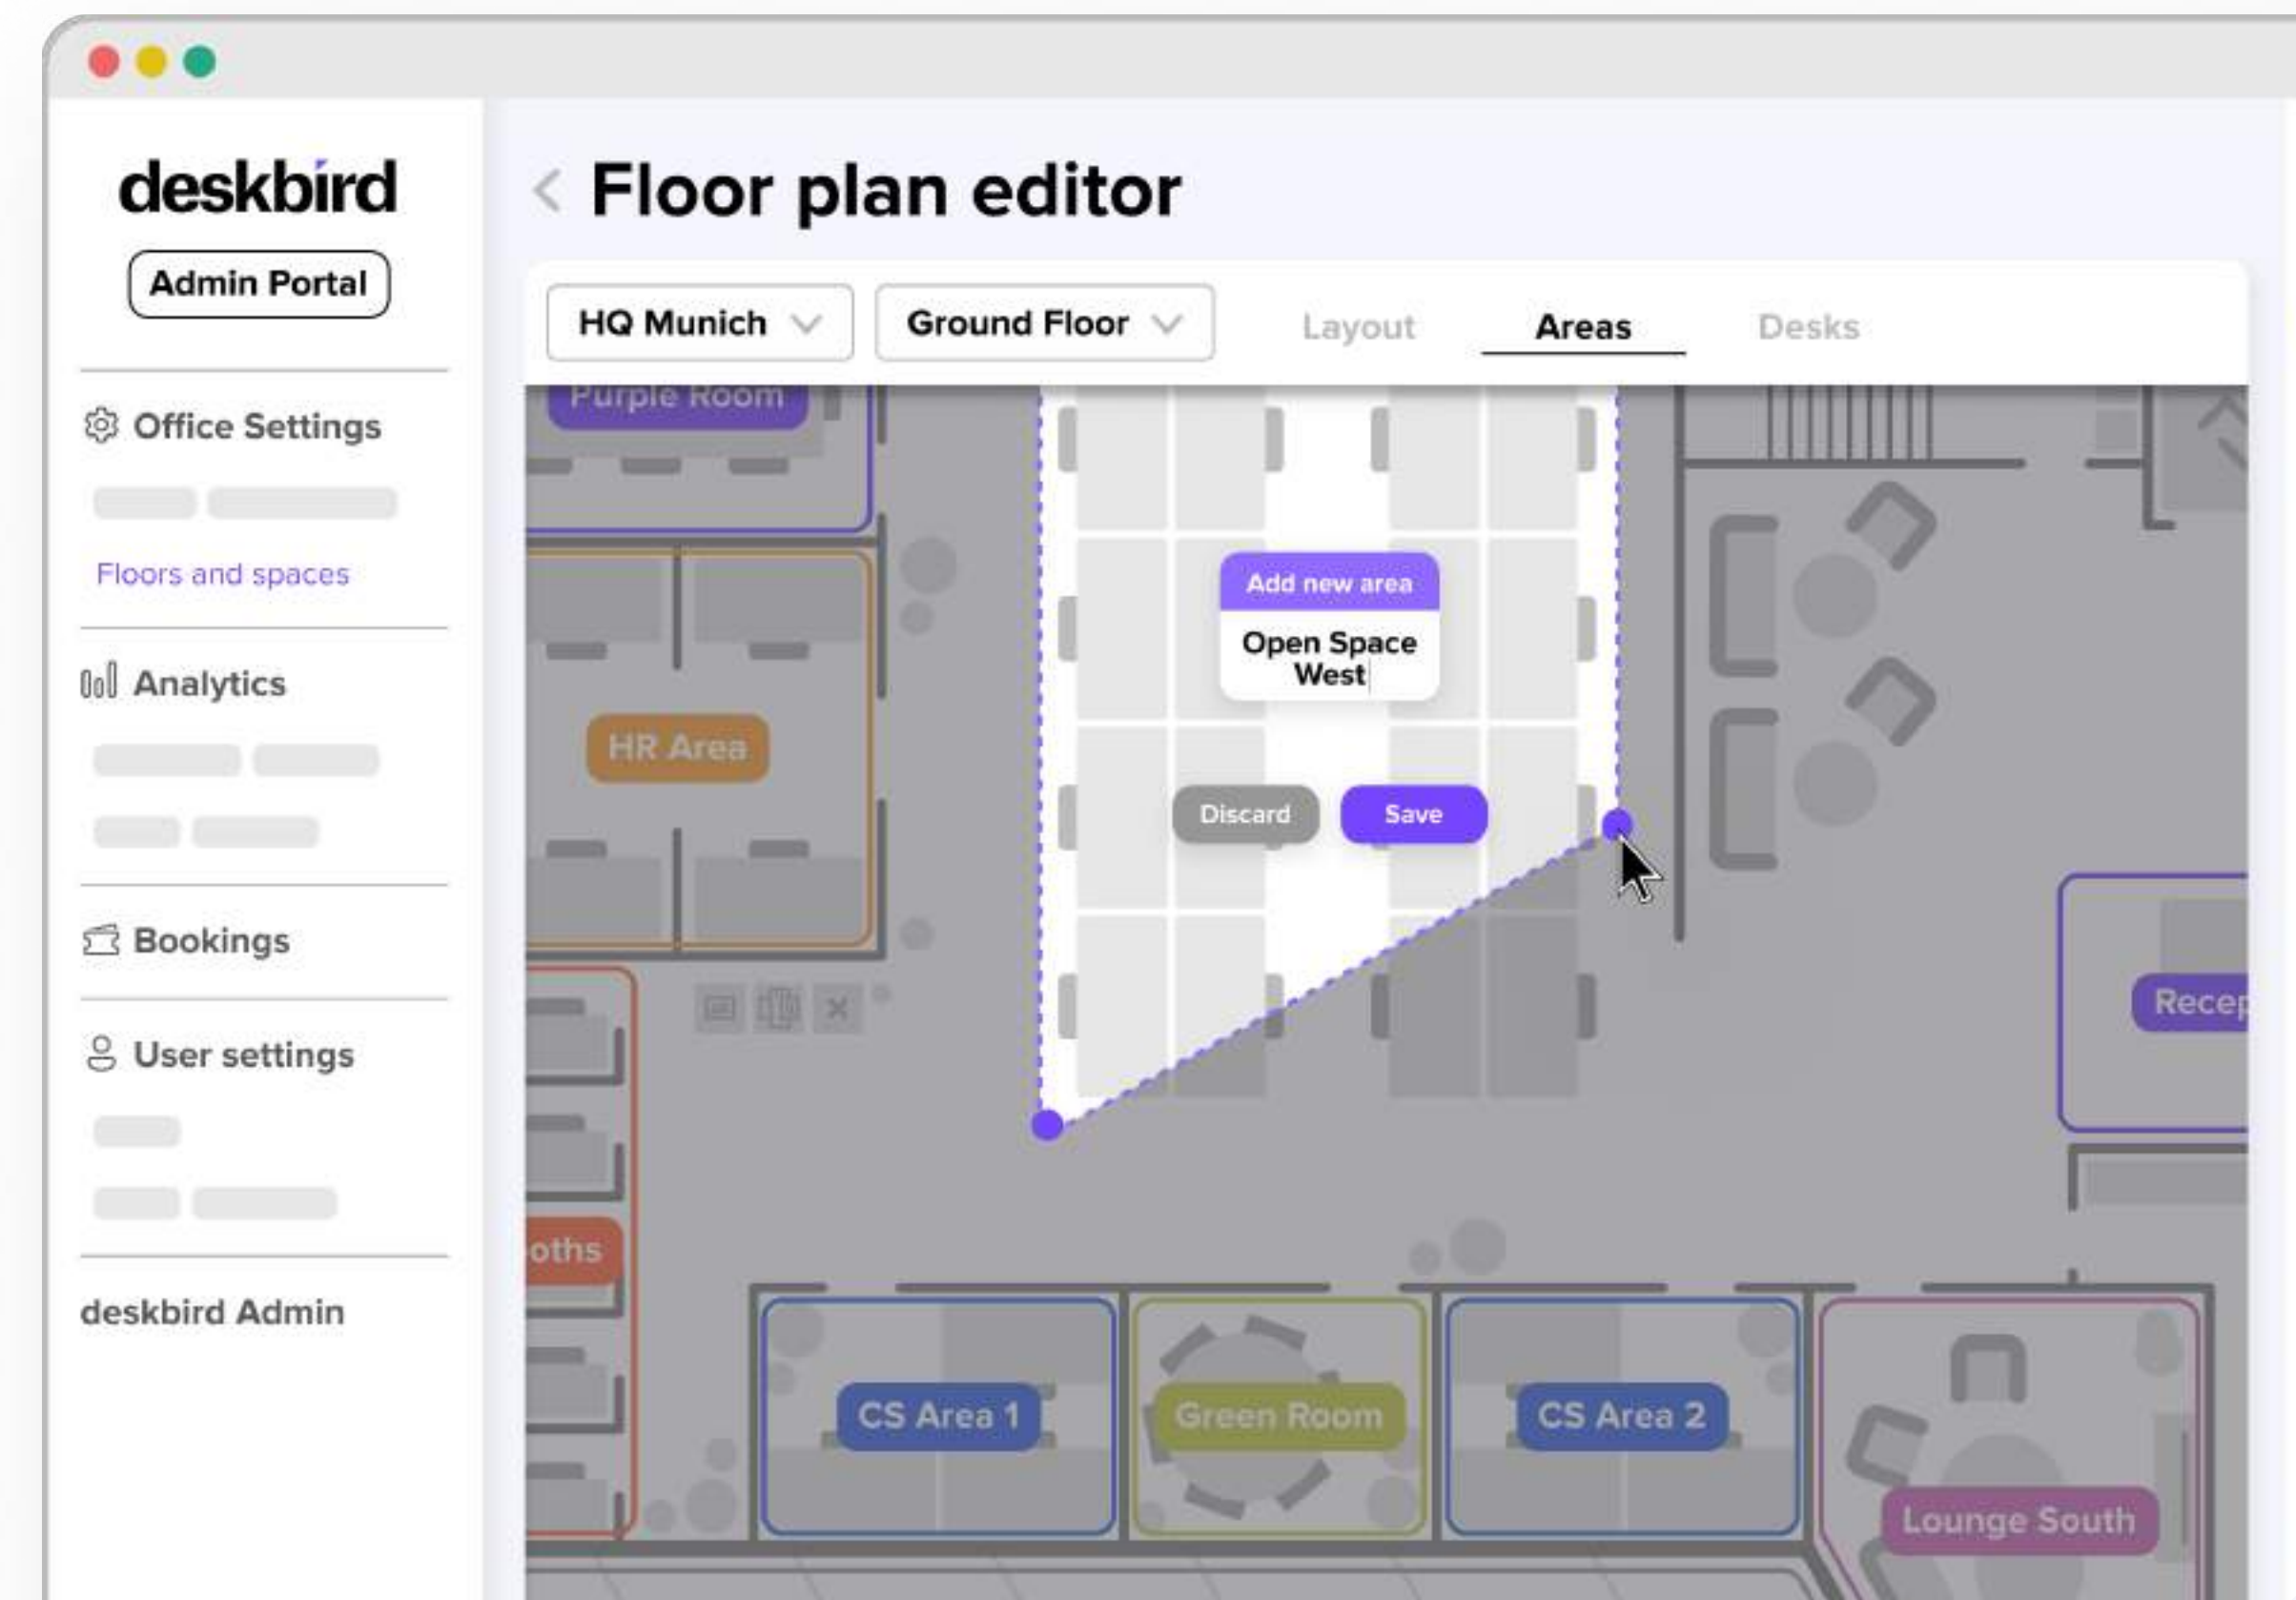 deskbird
Admin Portal
Office Settings
Floors and spaces
Analytics
Bookings
User settings
deskbird Admin
Floor plan editor
HQ Munich
Ground Floor
Layout
Areas
Desks
Purple Room
Add new area
Open Space
West
HR Area
Discard
Save
Recep
oths
CS Area 1
Green Room
CS Area 2
Lounge South